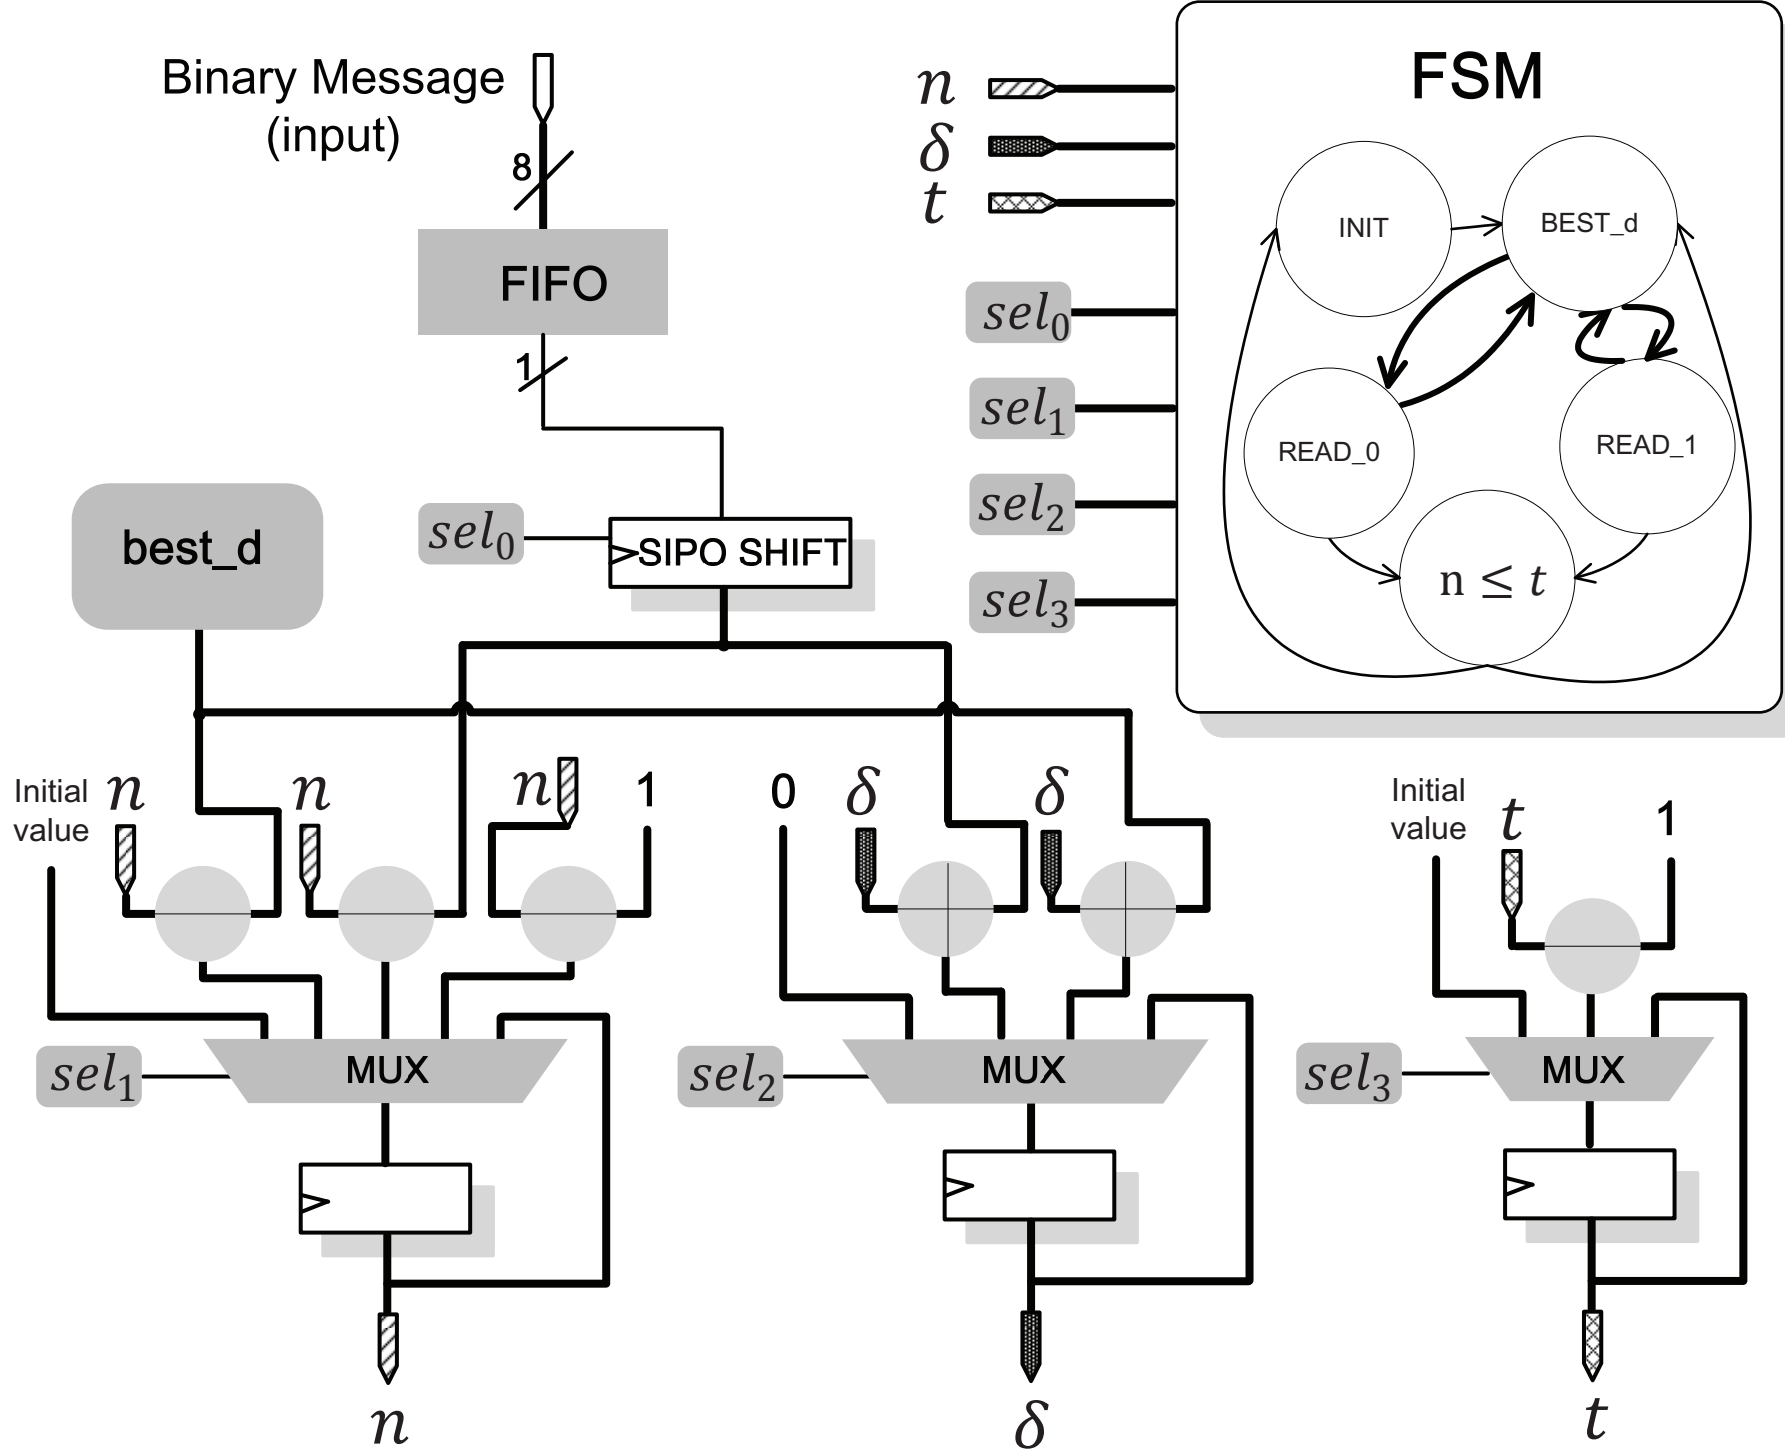 Binary Message
(input)
8
FIFO
1
best_d
sel0
SIPO SHIFT
n
δ
t
sel0
sel1
sel2
sel3
FSM
INIT
BEST_d
READ_0
READ_1
n ≤ t
Initial
value
n
n
n
1
0
δ
δ
Initial
value
t
1
sel1
MUX
sel2
MUX
sel3
MUX
n
δ
t